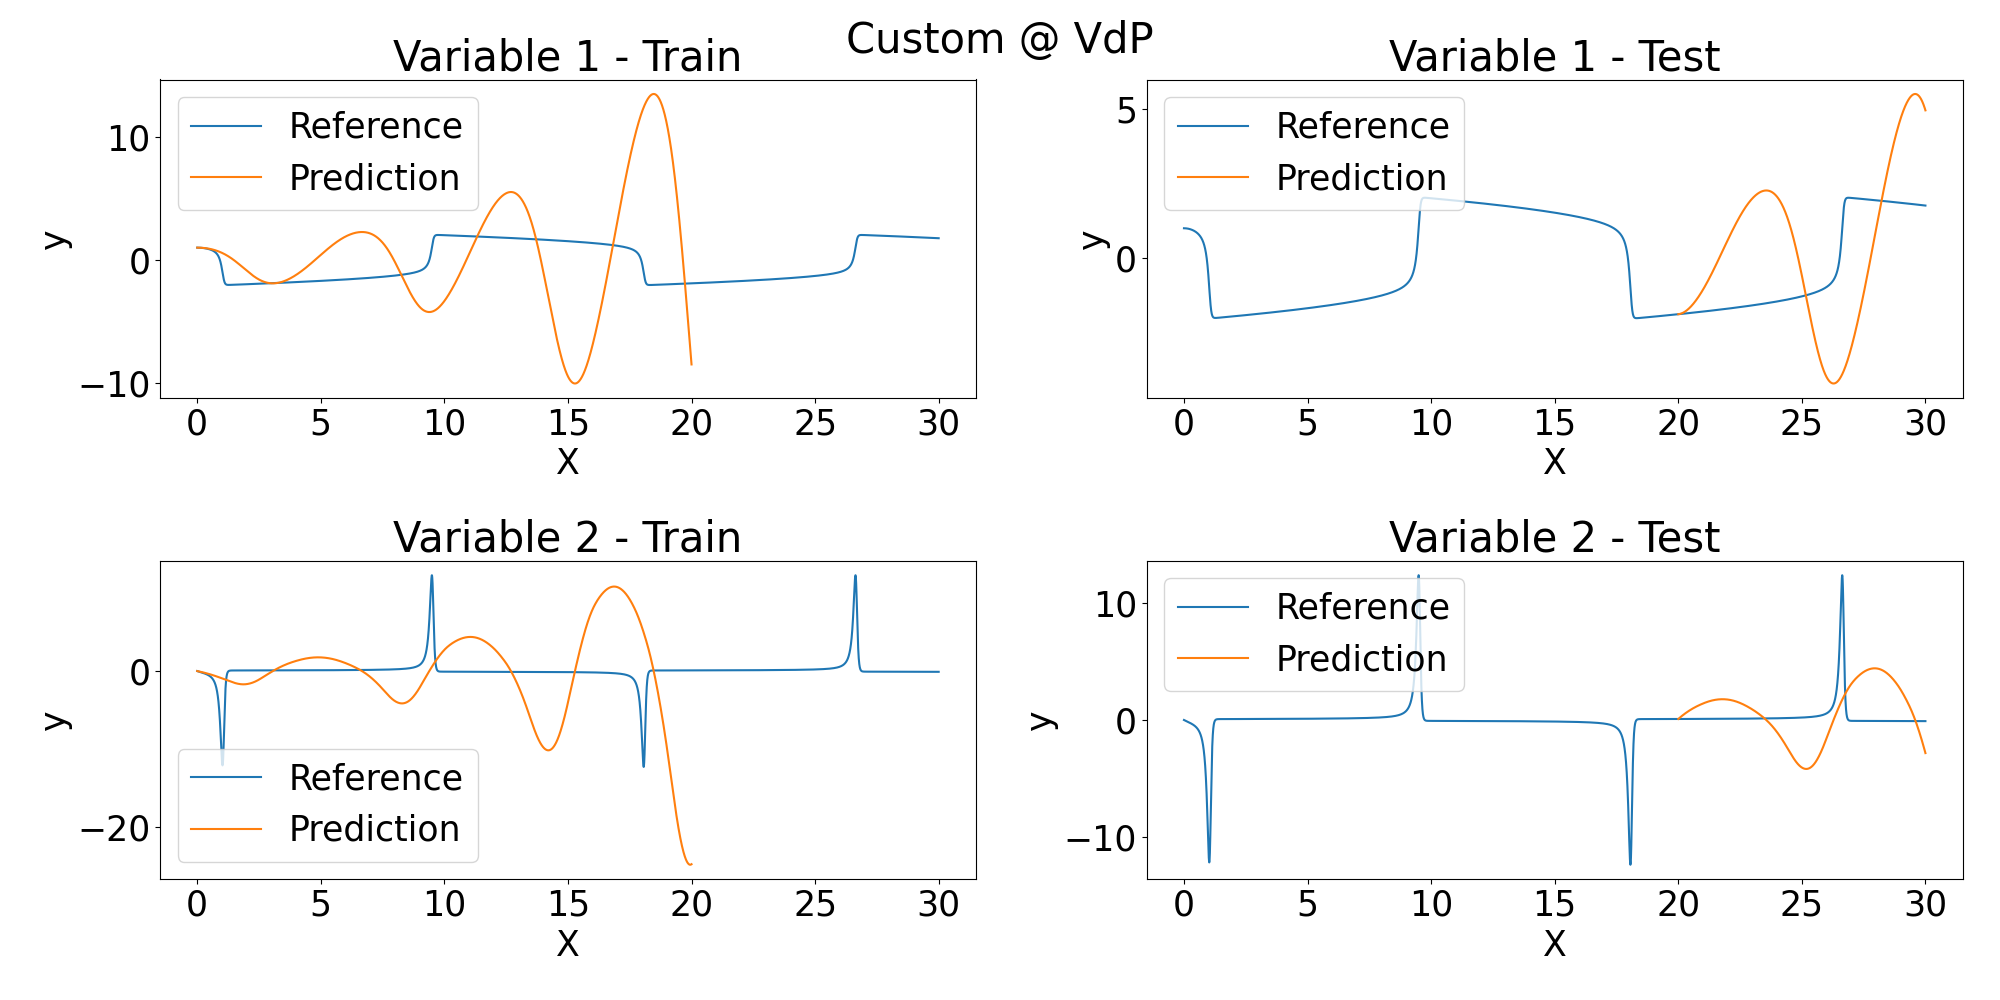 Custom @ VdP
Variable 1 - Train
Reference
Prediction
10
0
−10
y
0 5 10 15 20 25 30
X
Variable 1 - Test
Reference
Prediction
5
0
y
0 5 10 15 20 25 30
X
Variable 2 - Train
0
−20
y
Reference
Prediction
0 5 10 15 20 25 30
X
Variable 2 - Test
Reference
Prediction
10
0
−10
y
0 5 10 15 20 25 30
X